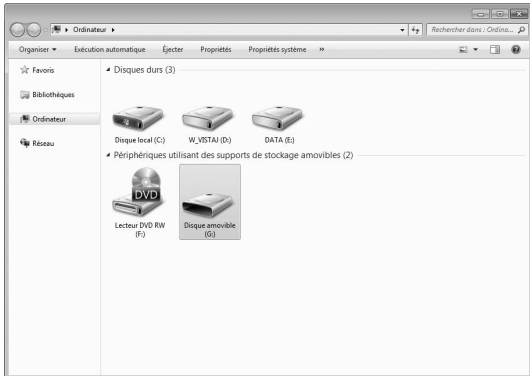 Ordinateur
Rechercher dans : Ordina...
Organiser Exécution automatique Éjecter Propriétés Propriétés système »
Favoris
Bibliothèques
Ordinateur
Réseau
Disques durs (3)
Disque local (C:) W_VISTAJ (D:) DATA (E:)
Périphériques utilisant des supports de stockage amovibles (2)
DVD
Lecteur DVD RW
(F:)
Disque amovible
(G:)